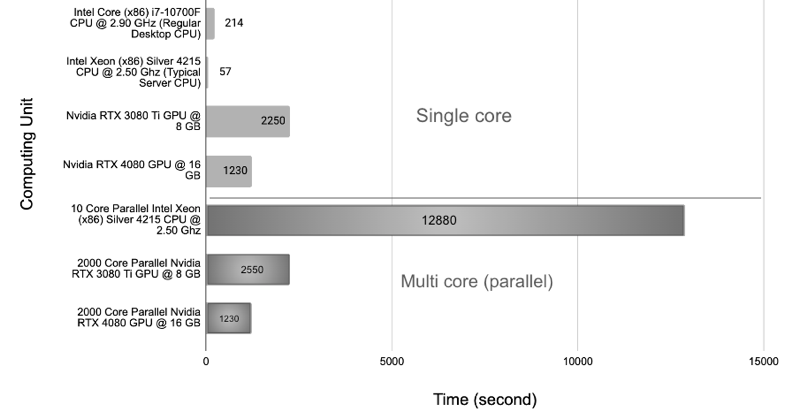 Intel Core (x86) i7-10700F
CPU @ 2.90 GHz (Regular
Desktop CPU)
214
Intel Xeon (x86) Silver 4215
CPU @ 2.50 Ghz (Typical
Server CPU)
57
Nvidia RTX 3080 Ti GPU @
8 GB
2250
Single core
Nvidia RTX 4080 GPU @ 16
GB
1230
Computing Unit
10 Core Parallel Intel Xeon
(x86) Silver 4215 CPU @
2.50 Ghz
12880
2000 Core Parallel Nvidia
RTX 3080 Ti GPU @ 8 GB
2550
Multi core (parallel)
2000 Core Parallel Nvidia
RTX 4080 GPU @ 16 GB
1230
0 5000 10000 15000
Time (second)